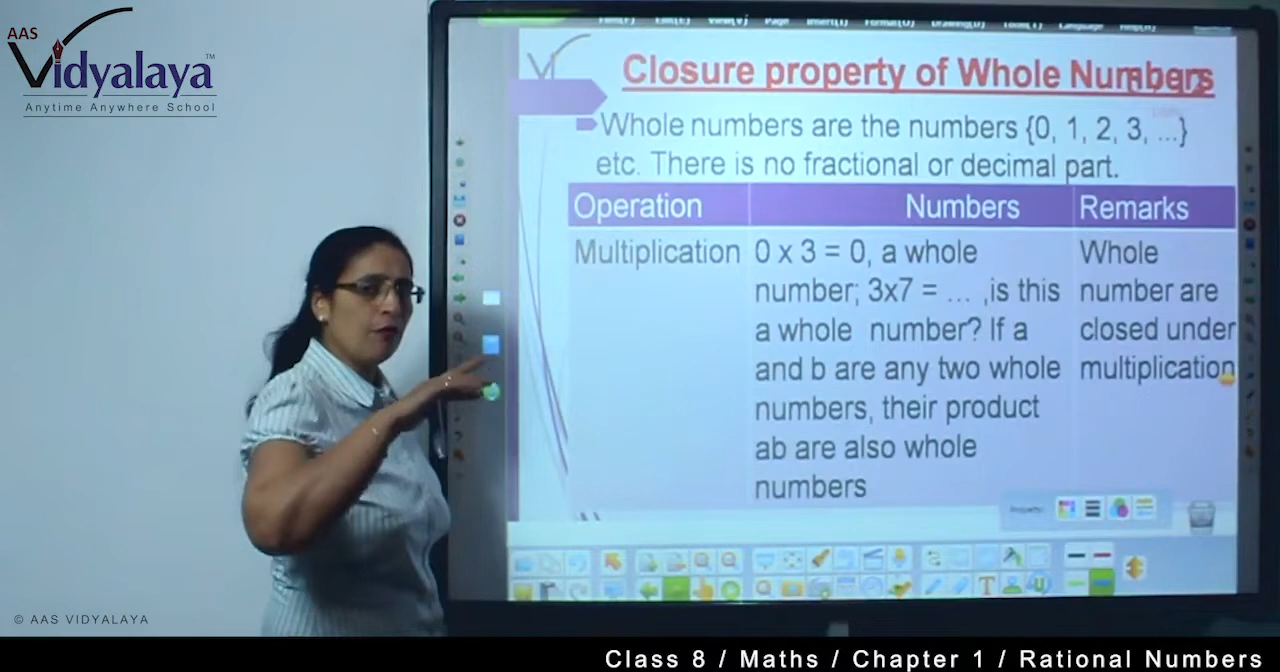 AAS
Vidyalaya™
Anytime Anywhere School
Closure property of Whole Numbers
Whole numbers are the numbers {0, 1, 2, 3, ...}
etc. There is no fractional or decimal part.
Operation Numbers Remarks
Multiplication 0 x 3 = 0, a whole Whole
number; 3x7 = ... ,is this number are
a whole number? If a closed under
and b are any two whole multiplication
numbers, their product
ab are also whole
numbers
© AAS VIDYALAYA
Class 8 / Maths / Chapter 1 / Rational Numbers